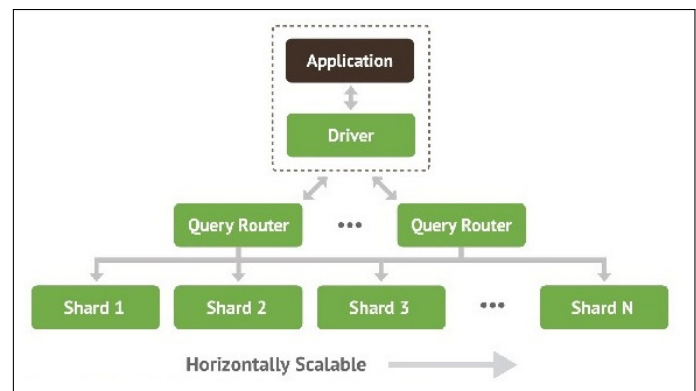 Application
Driver
Query Router ••• Query Router
Shard 1 Shard 2 Shard 3 ••• Shard N
Horizontally Scalable